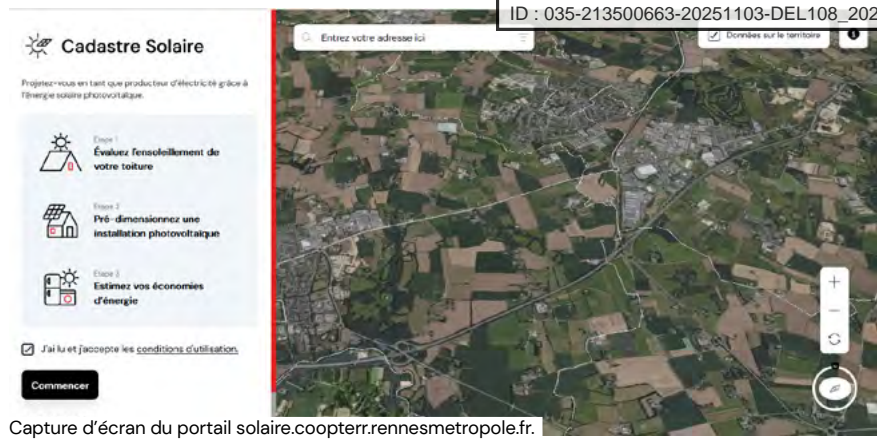 ID : 035-213500663-20251103-DEL108_202
Cadastre Solaire
Entrez votre adresse ici
Données sur le territoire
Projetez-vous en tant que producteur d'électricité grâce à
l'énergie solaire photovoltaïque.
Étape 1
Évaluez l'ensoleillement de
votre toiture
Étape 2
Pré-dimensionnez une
installation photovoltaïque
Étape 3
Estimez vos économies
d'énergie
J'ai lu et j'accepte les conditions d'utilisation.
Commencer
Capture d'écran du portail solaire.coopterr.rennesmetropole.fr.